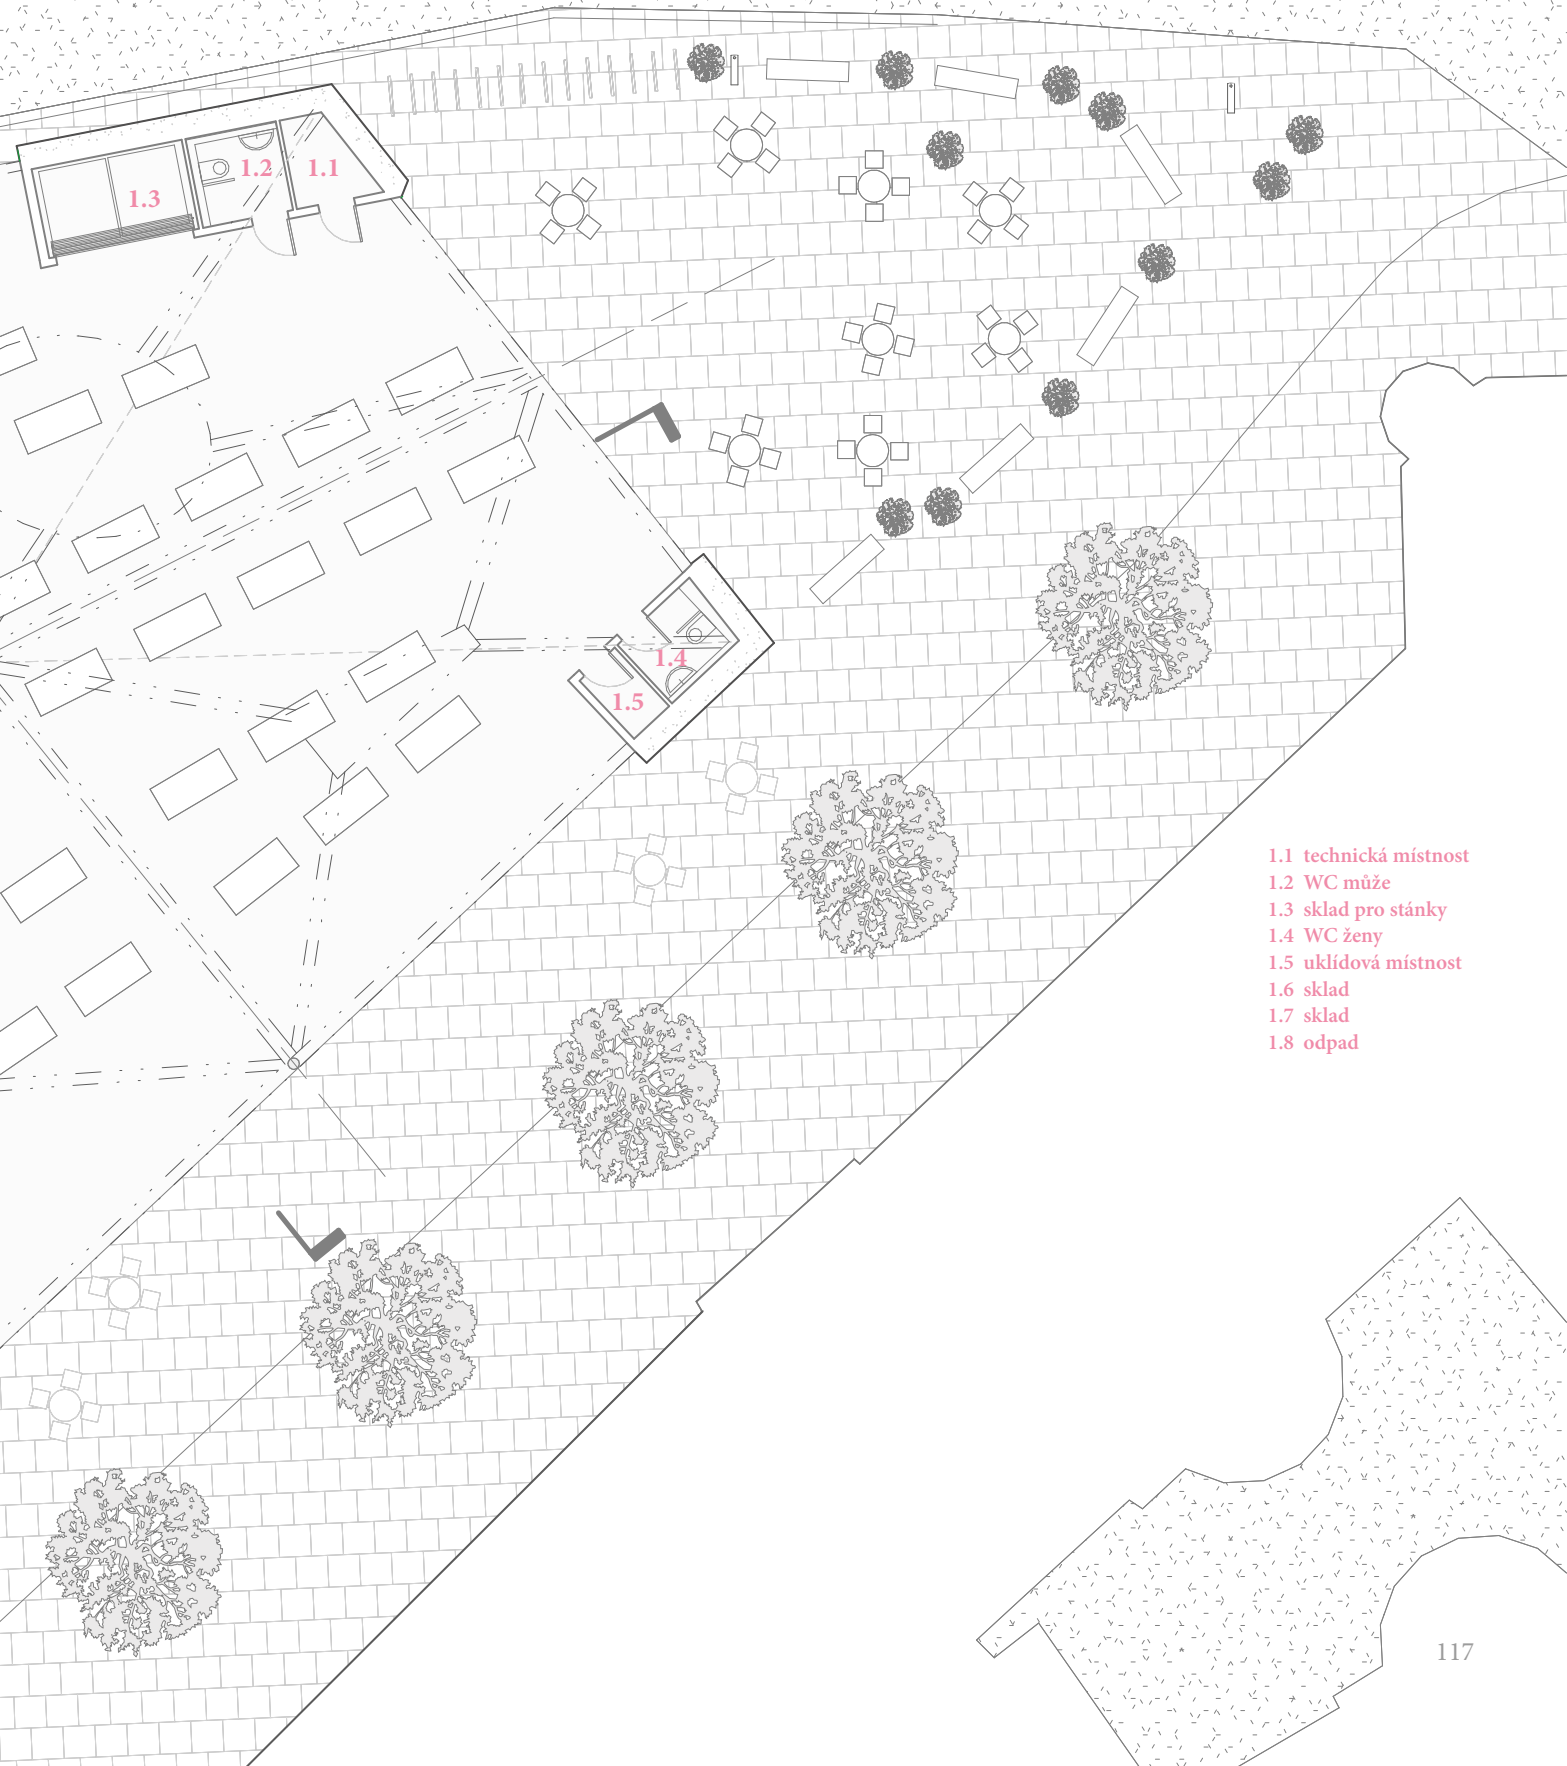 1.2
1.1
1.3
1.4
1.5
1.1 technická místnost
1.2 WC může
1.3 sklad pro stánky
1.4 WC ženy
1.5 uklídová místnost
1.6 sklad
1.7 sklad
1.8 odpad
117